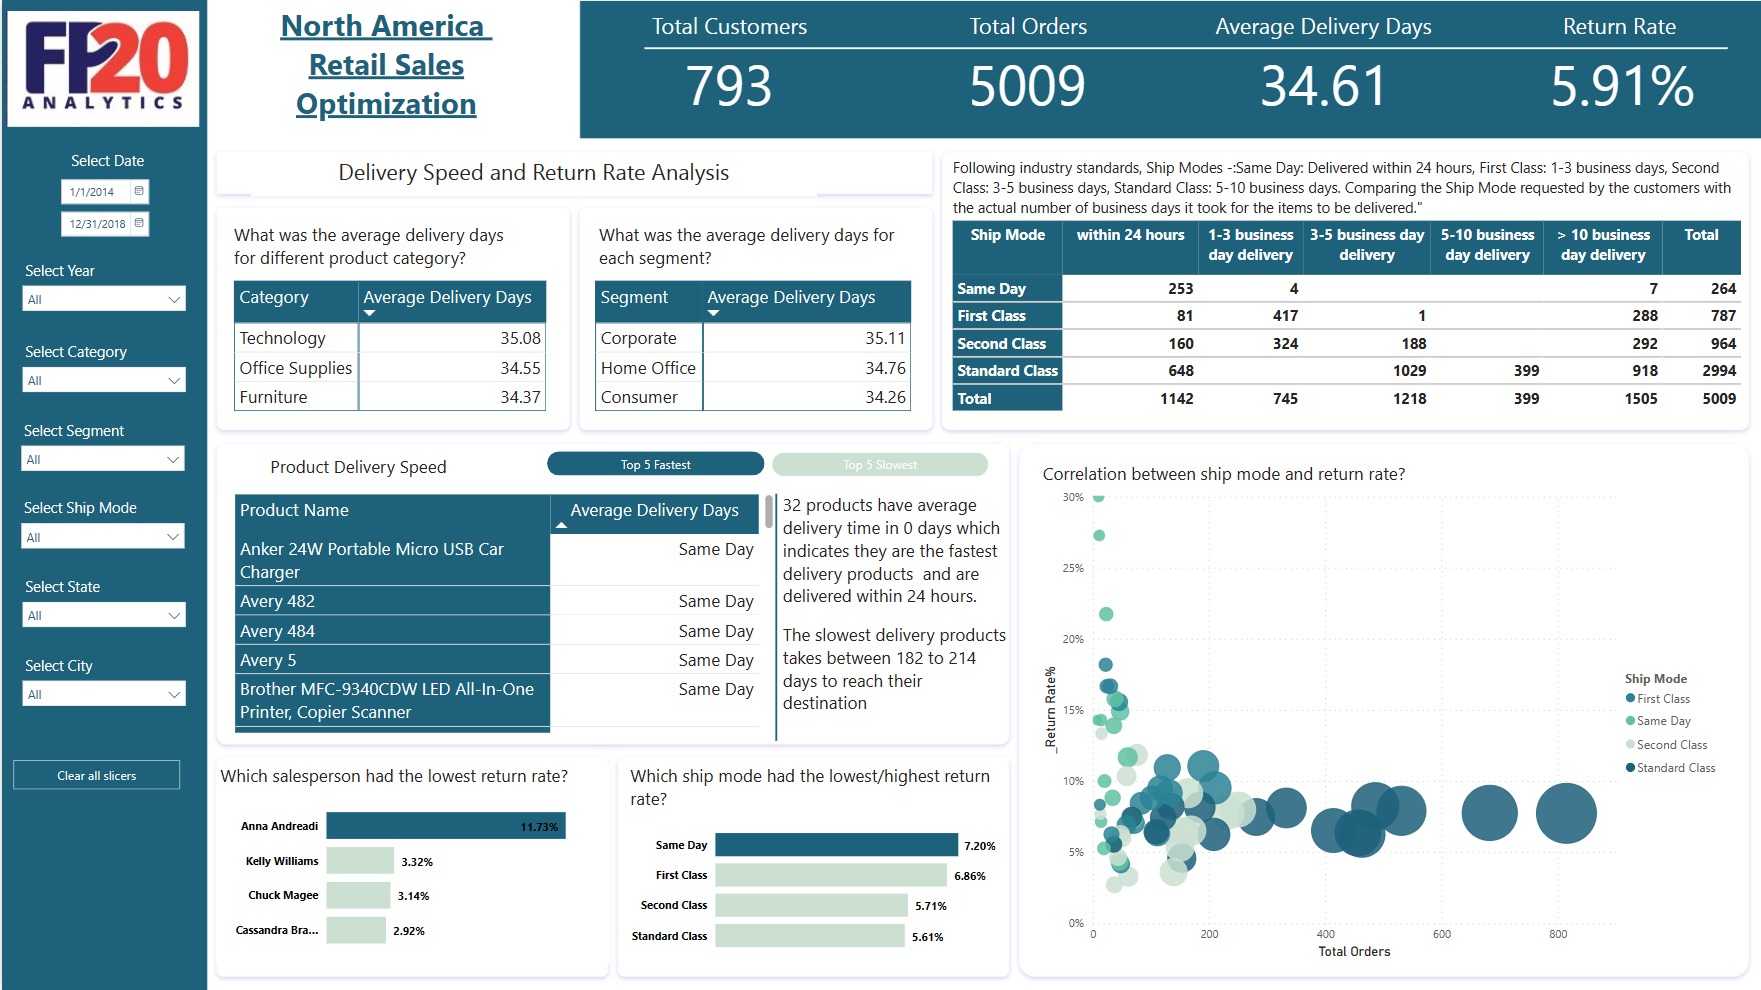 FP20
ANALYTICS
Select Date
1/1/2014
12/31/2018
Select Year
All
Select Category
All
Select Segment
All
Select Ship Mode
All
Select State
All
Select City
All
Clear all slicers
North America
Retail Sales
Optimization
Total Customers Total Orders Average Delivery Days Return Rate
793 5009 34.61 5.91%
Delivery Speed and Return Rate Analysis
What was the average delivery days
for different product category?
Category Average Delivery Days
Technology 35.08
Office Supplies 34.55
Furniture 34.37
What was the average delivery days for
each segment?
Segment Average Delivery Days
Corporate 35.11
Home Office 34.76
Consumer 34.26
Following industry standards, Ship Modes -:Same Day: Delivered within 24 hours, First Class: 1-3 business days, Second
Class: 3-5 business days, Standard Class: 5-10 business days. Comparing the Ship Mode requested by the customers with
the actual number of business days it took for the items to be delivered."
Ship Mode within 24 hours 1-3 business 3-5 business day 5-10 business > 10 business Total
day delivery delivery day delivery day delivery
Same Day 253 4 7 264
First Class 81 417 1 288 787
Second Class 160 324 188 292 964
Standard Class 648 1029 399 918 2994
Total 1142 745 1218 399 1505 5009
Product Delivery Speed
Top 5 Fastest
Top 5 Slowest
Product Name Average Delivery Days
Anker 24W Portable Micro USB Car Same Day
Charger
Avery 482 Same Day
Avery 484 Same Day
Avery 5 Same Day
Brother MFC-9340CDW LED All-In-One Same Day
Printer, Copier Scanner
32 products have average
delivery time in 0 days which
indicates they are the fastest
delivery products and are
delivered within 24 hours.
The slowest delivery products
takes between 182 to 214
days to reach their
destination
Correlation between ship mode and return rate?
30%
25%
20%
15%
10%
5%
0%
_Return Rate%
0 200 400 600 800
Total Orders
Ship Mode
First Class
Same Day
Second Class
Standard Class
Which salesperson had the lowest return rate?
Anna Andreadi 11.73%
Kelly Williams 3.32%
Chuck Magee 3.14%
Cassandra Bra... 2.92%
Which ship mode had the lowest/highest return
rate?
Same Day 7.20%
First Class 6.86%
Second Class 5.71%
Standard Class 5.61%